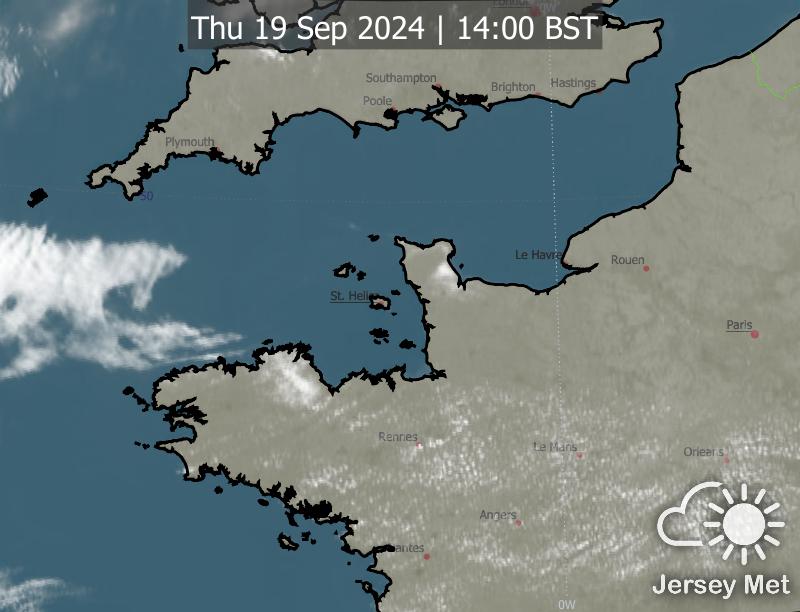 Thu 19 Sep 2024 | 14:00 BST
0W
Southampton
Brighton
Hastings
Poole
Plymouth
50
Le Havre
Rouen
St. Helier
Paris
Rennes
Le Mans
Orleans
Angers
Nantes
Jersey Met
0W